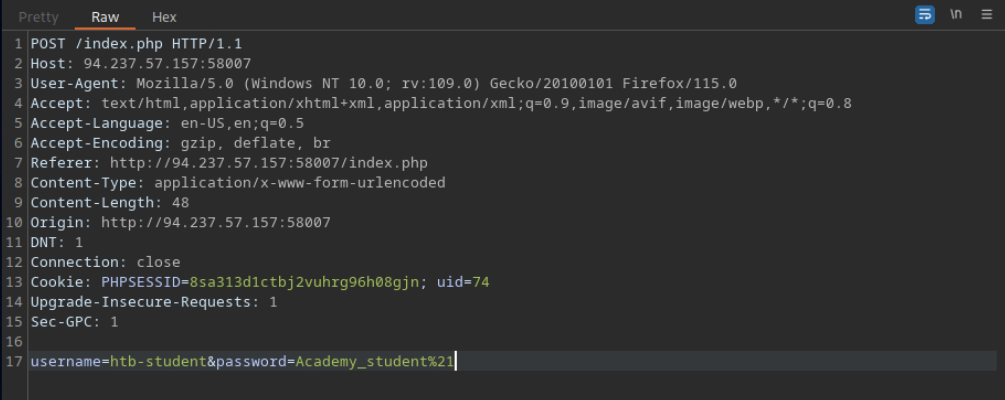 Pretty Raw Hex \n
1 POST /index.php HTTP/1.1
2 Host: 94.237.57.157:58007
3 User-Agent: Mozilla/5.0 (Windows NT 10.0; rv:109.0) Gecko/20100101 Firefox/115.0
4 Accept: text/html,application/xhtml+xml,application/xml;q=0.9,image/avif,image/webp,*/*;q=0.8
5 Accept-Language: en-US,en;q=0.5
6 Accept-Encoding: gzip, deflate, br
7 Referer: http://94.237.57.157:58007/index.php
8 Content-Type: application/x-www-form-urlencoded
9 Content-Length: 48
10 Origin: http://94.237.57.157:58007
11 DNT: 1
12 Connection: close
13 Cookie: PHPSESSID=8sa313d1ctbj2vuhrg96h08gjn; uid=74
14 Upgrade-Insecure-Requests: 1
15 Sec-GPC: 1
16
17 username=htb-student&password=Academy_student%21